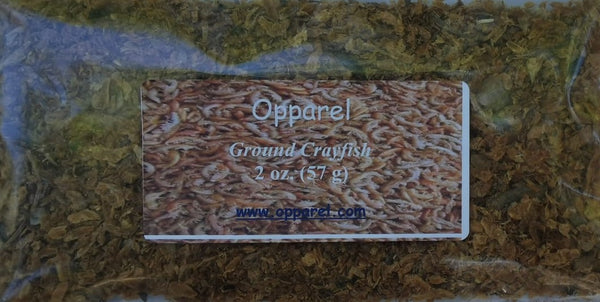 Opparel
Ground Crayfish
2 oz. (57 g)
www.opparel.com